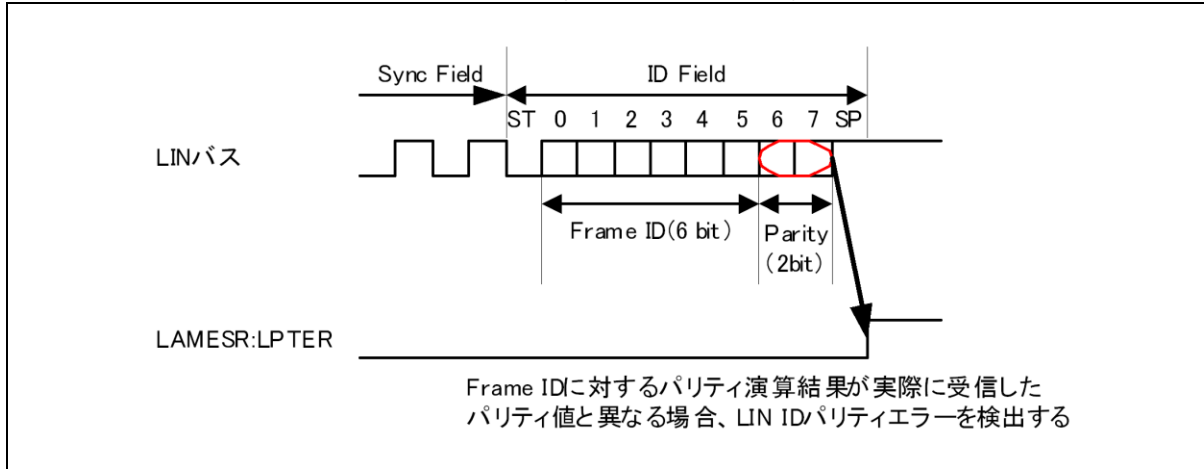 Sync Field ID Field
ST 0 1 2 3 4 5 6 7 SP
LINバス
Frame ID(6 bit) Parity
(2bit)
LAMESR:LPTER
Frame IDに対するパリティ演算結果が実際に受信した
パリティ値と異なる場合、LIN IDパリティエラーを検出する